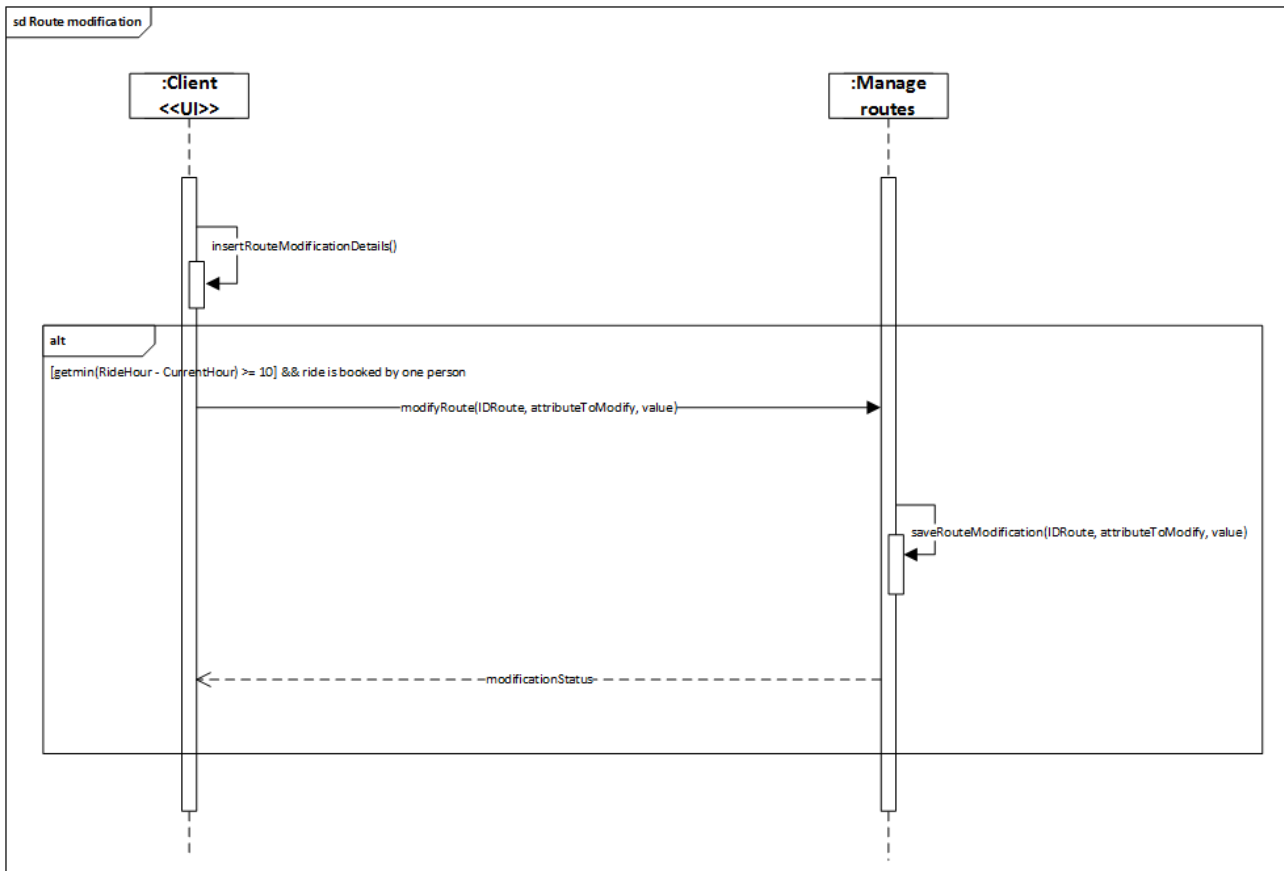 sd Route modification
:Client
<<UI>>
:Manage
routes
insertRouteModificationDetails()
alt
[getmin(RideHour - CurrentHour) >= 10] && ride is booked by one person
modifyRoute(IDRoute, attributeToModify, value)
saveRouteModification(IDRoute, attributeToModify, value)
modificationStatus